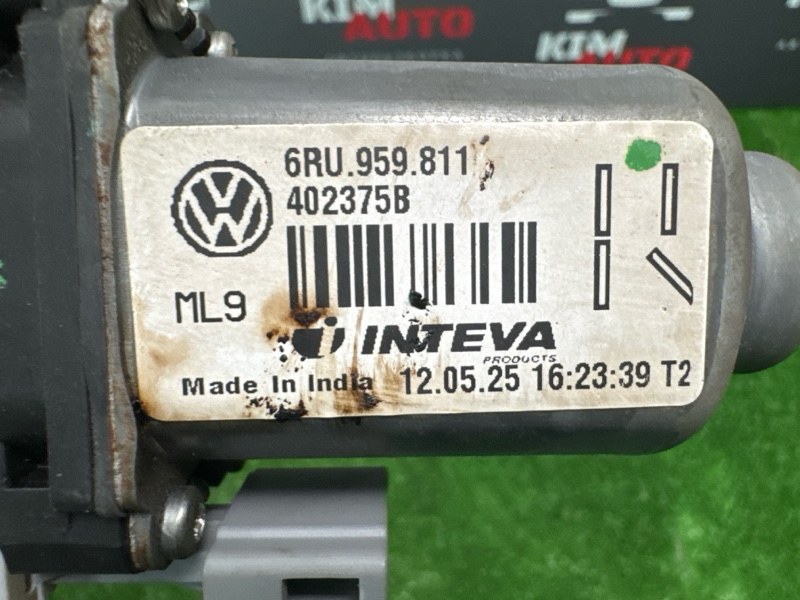 KIM
AUTO
KIM
AUTO
6RU.959.811
402375B
ML9
INTEVA
PRODUCTS
Made In India 12.05.25 16:23:39 T2